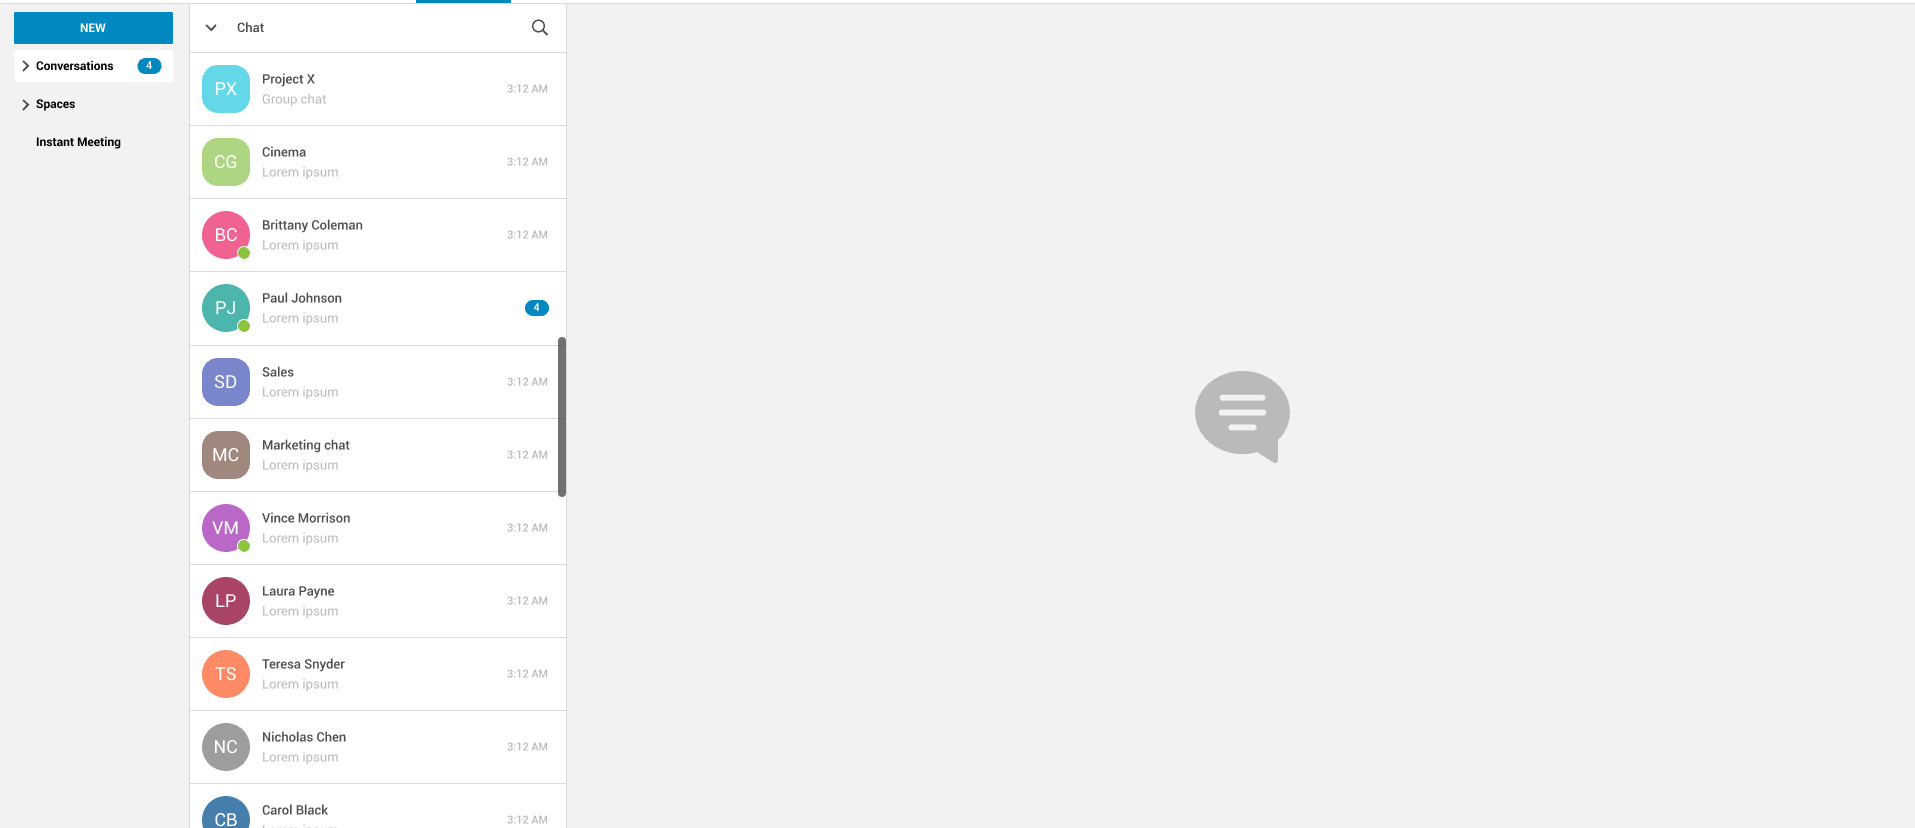 NEW
Conversations 4
Spaces
Instant Meeting
Chat
PX Project X 3:12 AM
Group chat
CG Cinema 3:12 AM
Lorem ipsum
BC Brittany Coleman 3:12 AM
Lorem ipsum
PJ Paul Johnson 4
Lorem ipsum
SD Sales 3:12 AM
Lorem ipsum
MC Marketing chat 3:12 AM
Lorem ipsum
VM Vince Morrison 3:12 AM
Lorem ipsum
LP Laura Payne 3:12 AM
Lorem ipsum
TS Teresa Snyder 3:12 AM
Lorem ipsum
NC Nicholas Chen 3:12 AM
Lorem ipsum
CB Carol Black 3:12 AM